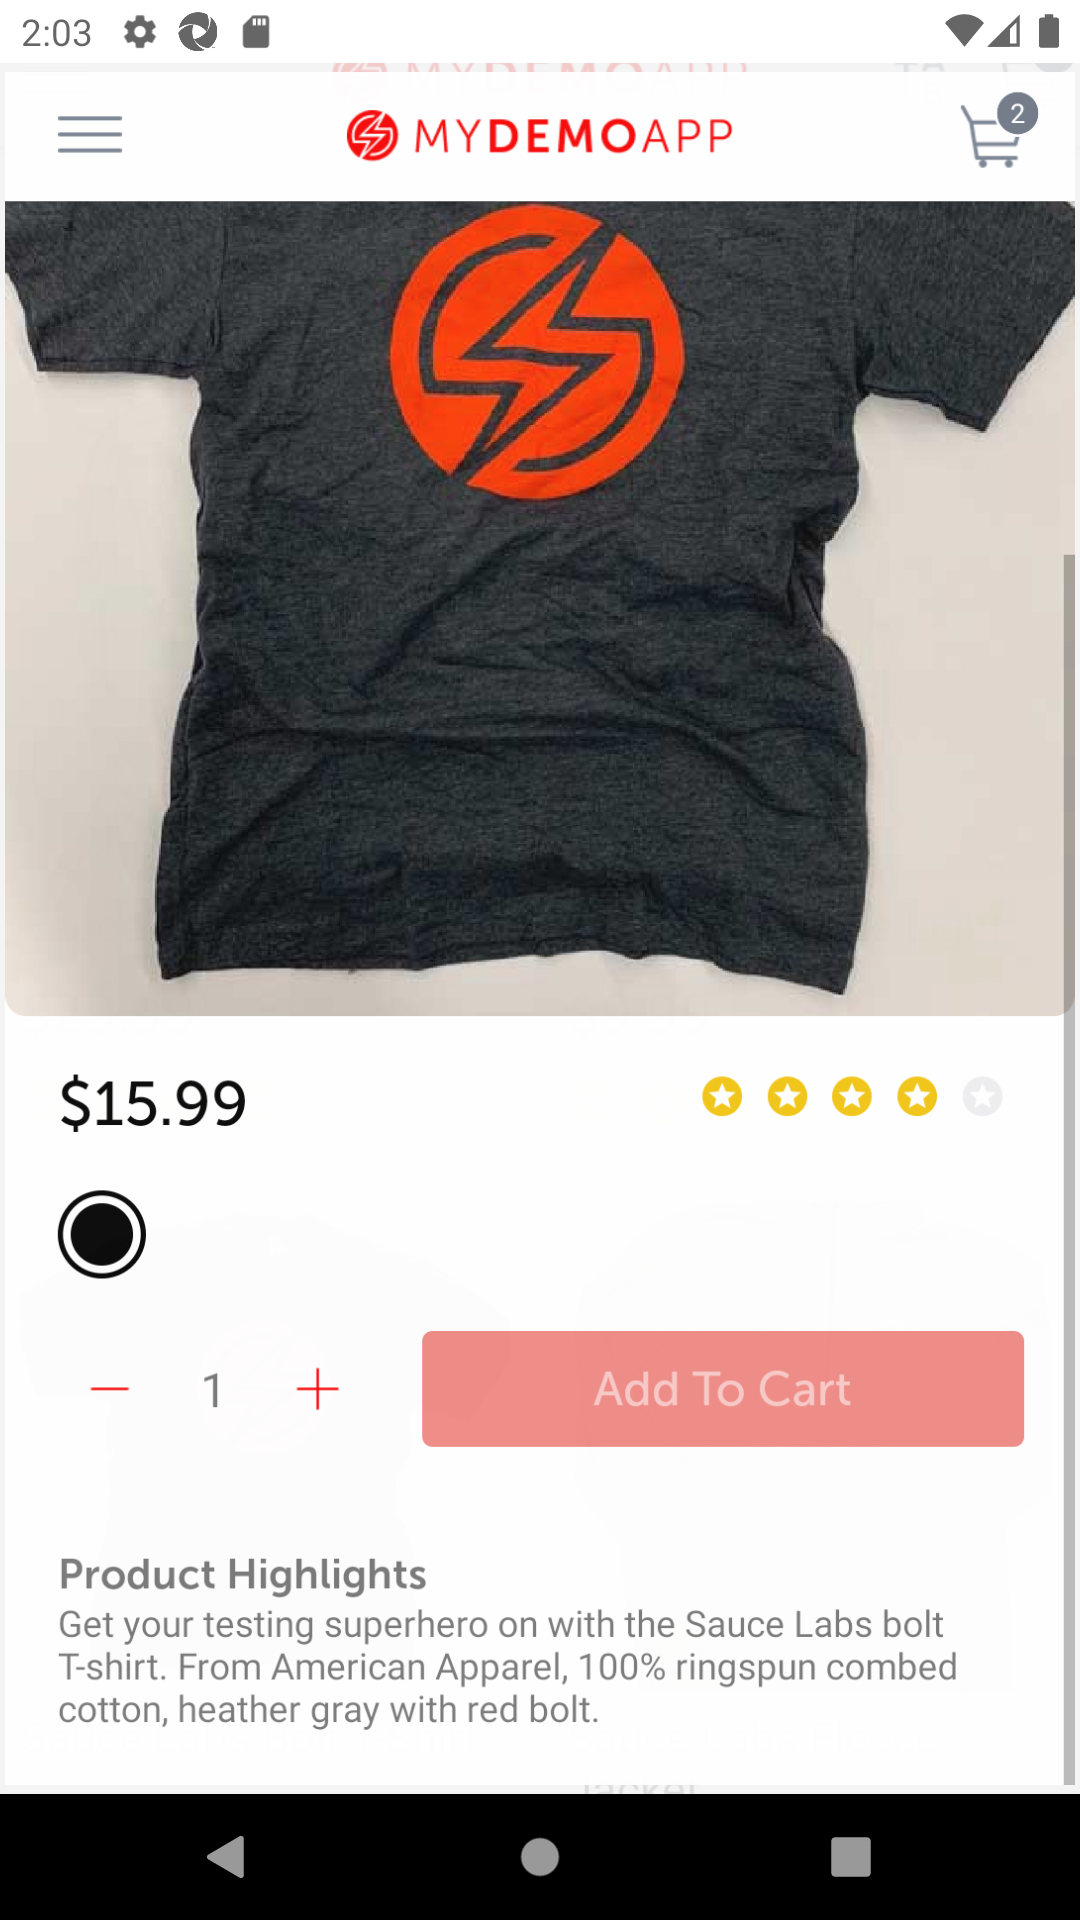 2:03
MYDEMOAPP
2
$15.99
1
Add To Cart
Product Highlights
Get your testing superhero on with the Sauce Labs bolt
T-shirt. From American Apparel, 100% ringspun combed
cotton, heather gray with red bolt.